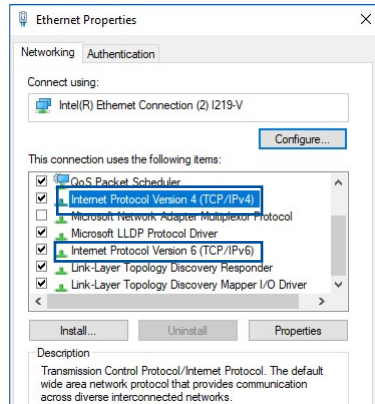 Ethernet Properties
Networking Authentication
Connect using:
Intel(R) Ethernet Connection (2) I219-V
Configure...
This connection uses the following items:
QoS Packet Scheduler
Internet Protocol Version 4 (TCP/IPv4)
Microsoft Network Adapter Multiplexor Protocol
Microsoft LLDP Protocol Driver
Internet Protocol Version 6 (TCP/IPv6)
Link-Layer Topology Discovery Responder
Link-Layer Topology Discovery Mapper I/O Driver
Install... Uninstall Properties
Description
Transmission Control Protocol/Internet Protocol. The default
wide area network protocol that provides communication
across diverse interconnected networks.